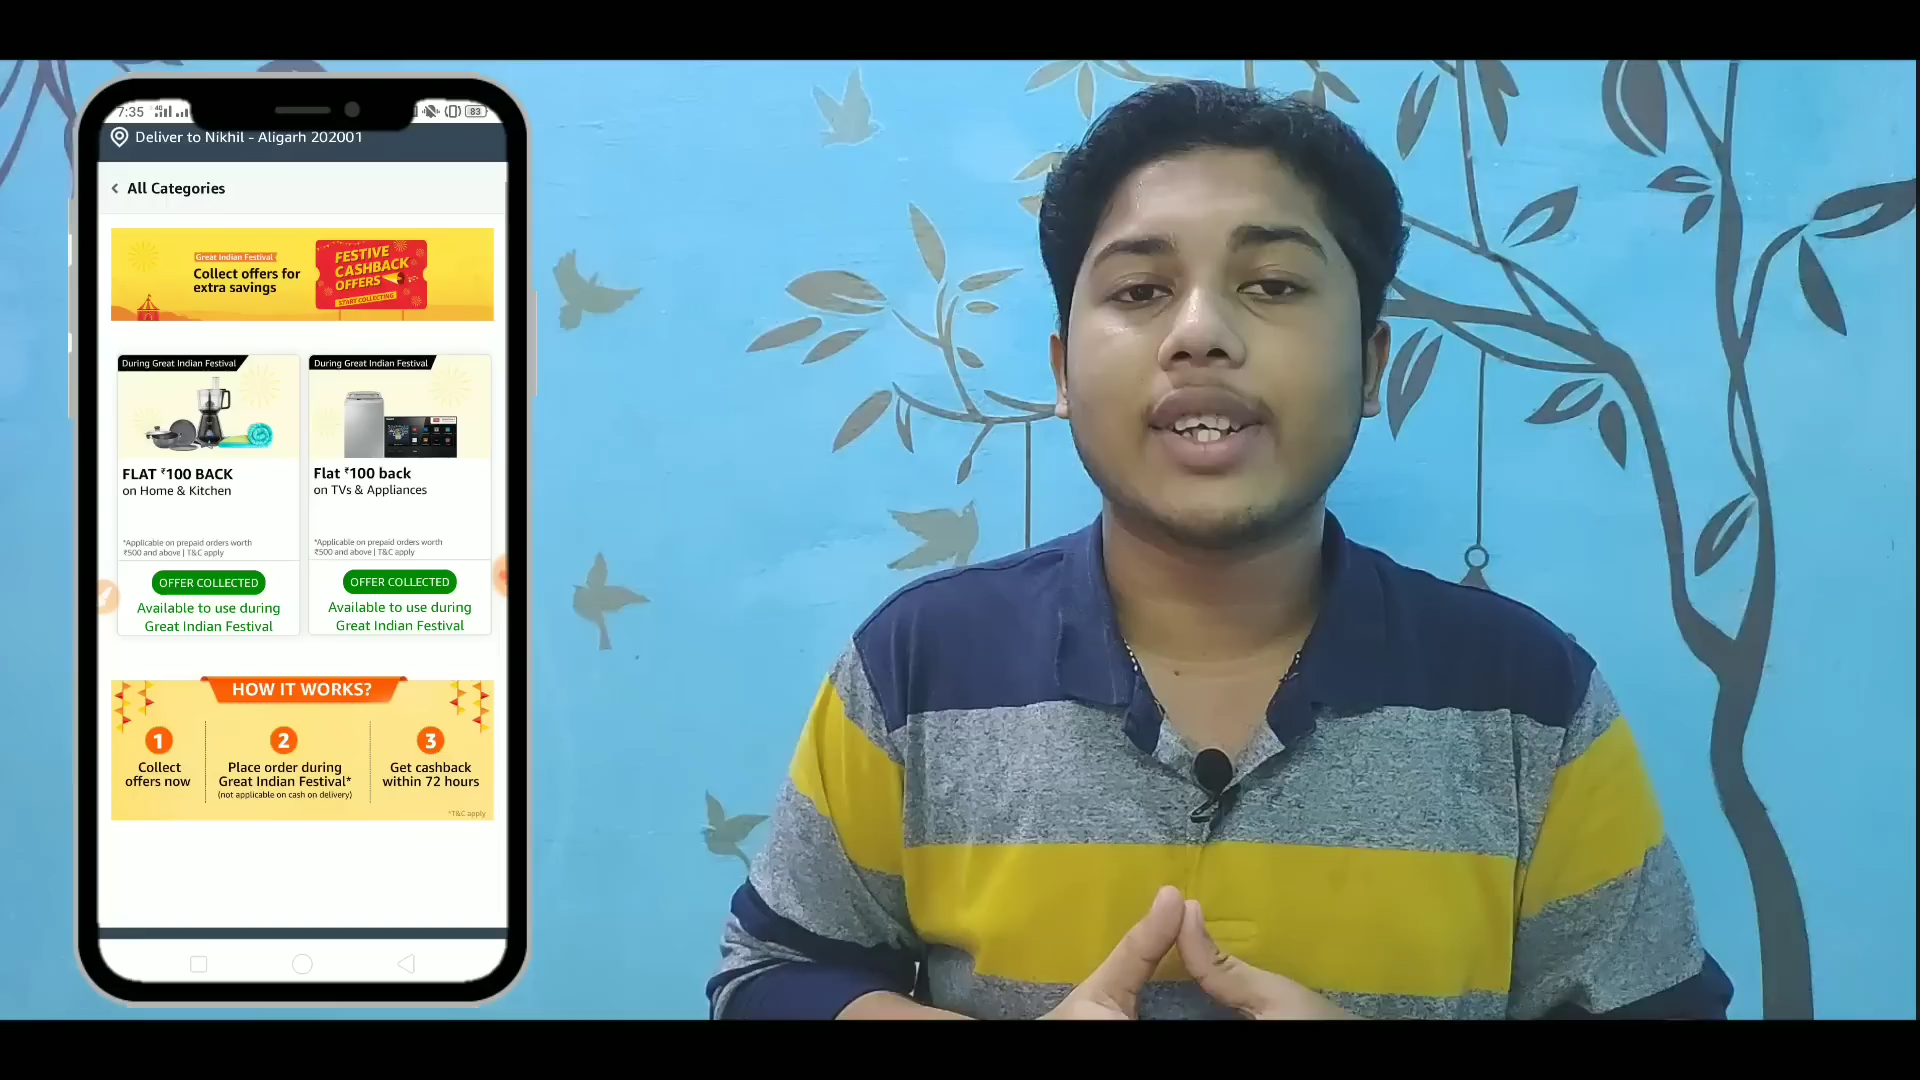 7:35
83
Deliver to Nikhil - Aligarh 202001
All Categories
Great Indian Festival
Collect offers for
extra savings
FESTIVE
CASHBACK
OFFERS
START COLLECTING
During Great Indian Festival
FLAT ₹100 BACK
on Home & Kitchen
*Applicable on prepaid orders worth
₹500 and above | T&C apply
OFFER COLLECTED
Available to use during
Great Indian Festival
During Great Indian Festival
Flat ₹100 back
on TVs & Appliances
*Applicable on prepaid orders worth
₹500 and above | T&C apply
OFFER COLLECTED
Available to use during
Great Indian Festival
HOW IT WORKS?
1
Collect
offers now
2
Place order during
Great Indian Festival*
(not applicable on cash on delivery)
3
Get cashback
within 72 hours
*T&C apply